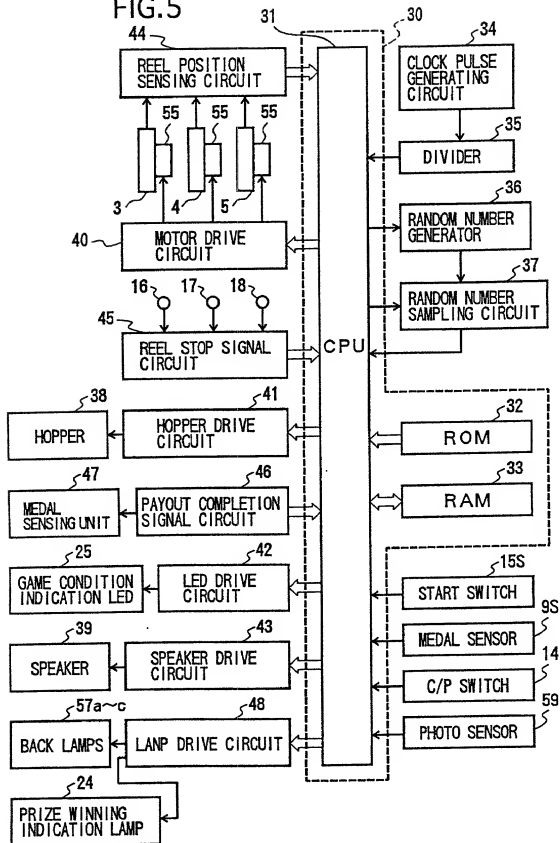 FIG.5
44
REEL POSITION
SENSING CIRCUIT
31
30
34
CLOCK PULSE
GENERATING
CIRCUIT
55
55
55
35
DIVIDER
3
4
5
36
RANDOM NUMBER
GENERATOR
40
MOTOR DRIVE
CIRCUIT
37
RANDOM NUMBER
SAMPLING CIRCUIT
16
17
18
45
REEL STOP SIGNAL
CIRCUIT
CPU
38
HOPPER
41
HOPPER DRIVE
CIRCUIT
32
ROM
47
MEDAL
SENSING UNIT
46
PAYOUT COMPLETION
SIGNAL CIRCUIT
33
RAM
25
GAME CONDITION
INDICATION LED
42
LED DRIVE
CIRCUIT
15S
START SWITCH
9S
MEDAL SENSOR
39
SPEAKER
43
SPEAKER DRIVE
CIRCUIT
14
C/P SWITCH
57a~c
BACK LAMPS
48
LANP DRIVE CIRCUIT
59
PHOTO SENSOR
24
PRIZE WINNING
INDICATION LAMP